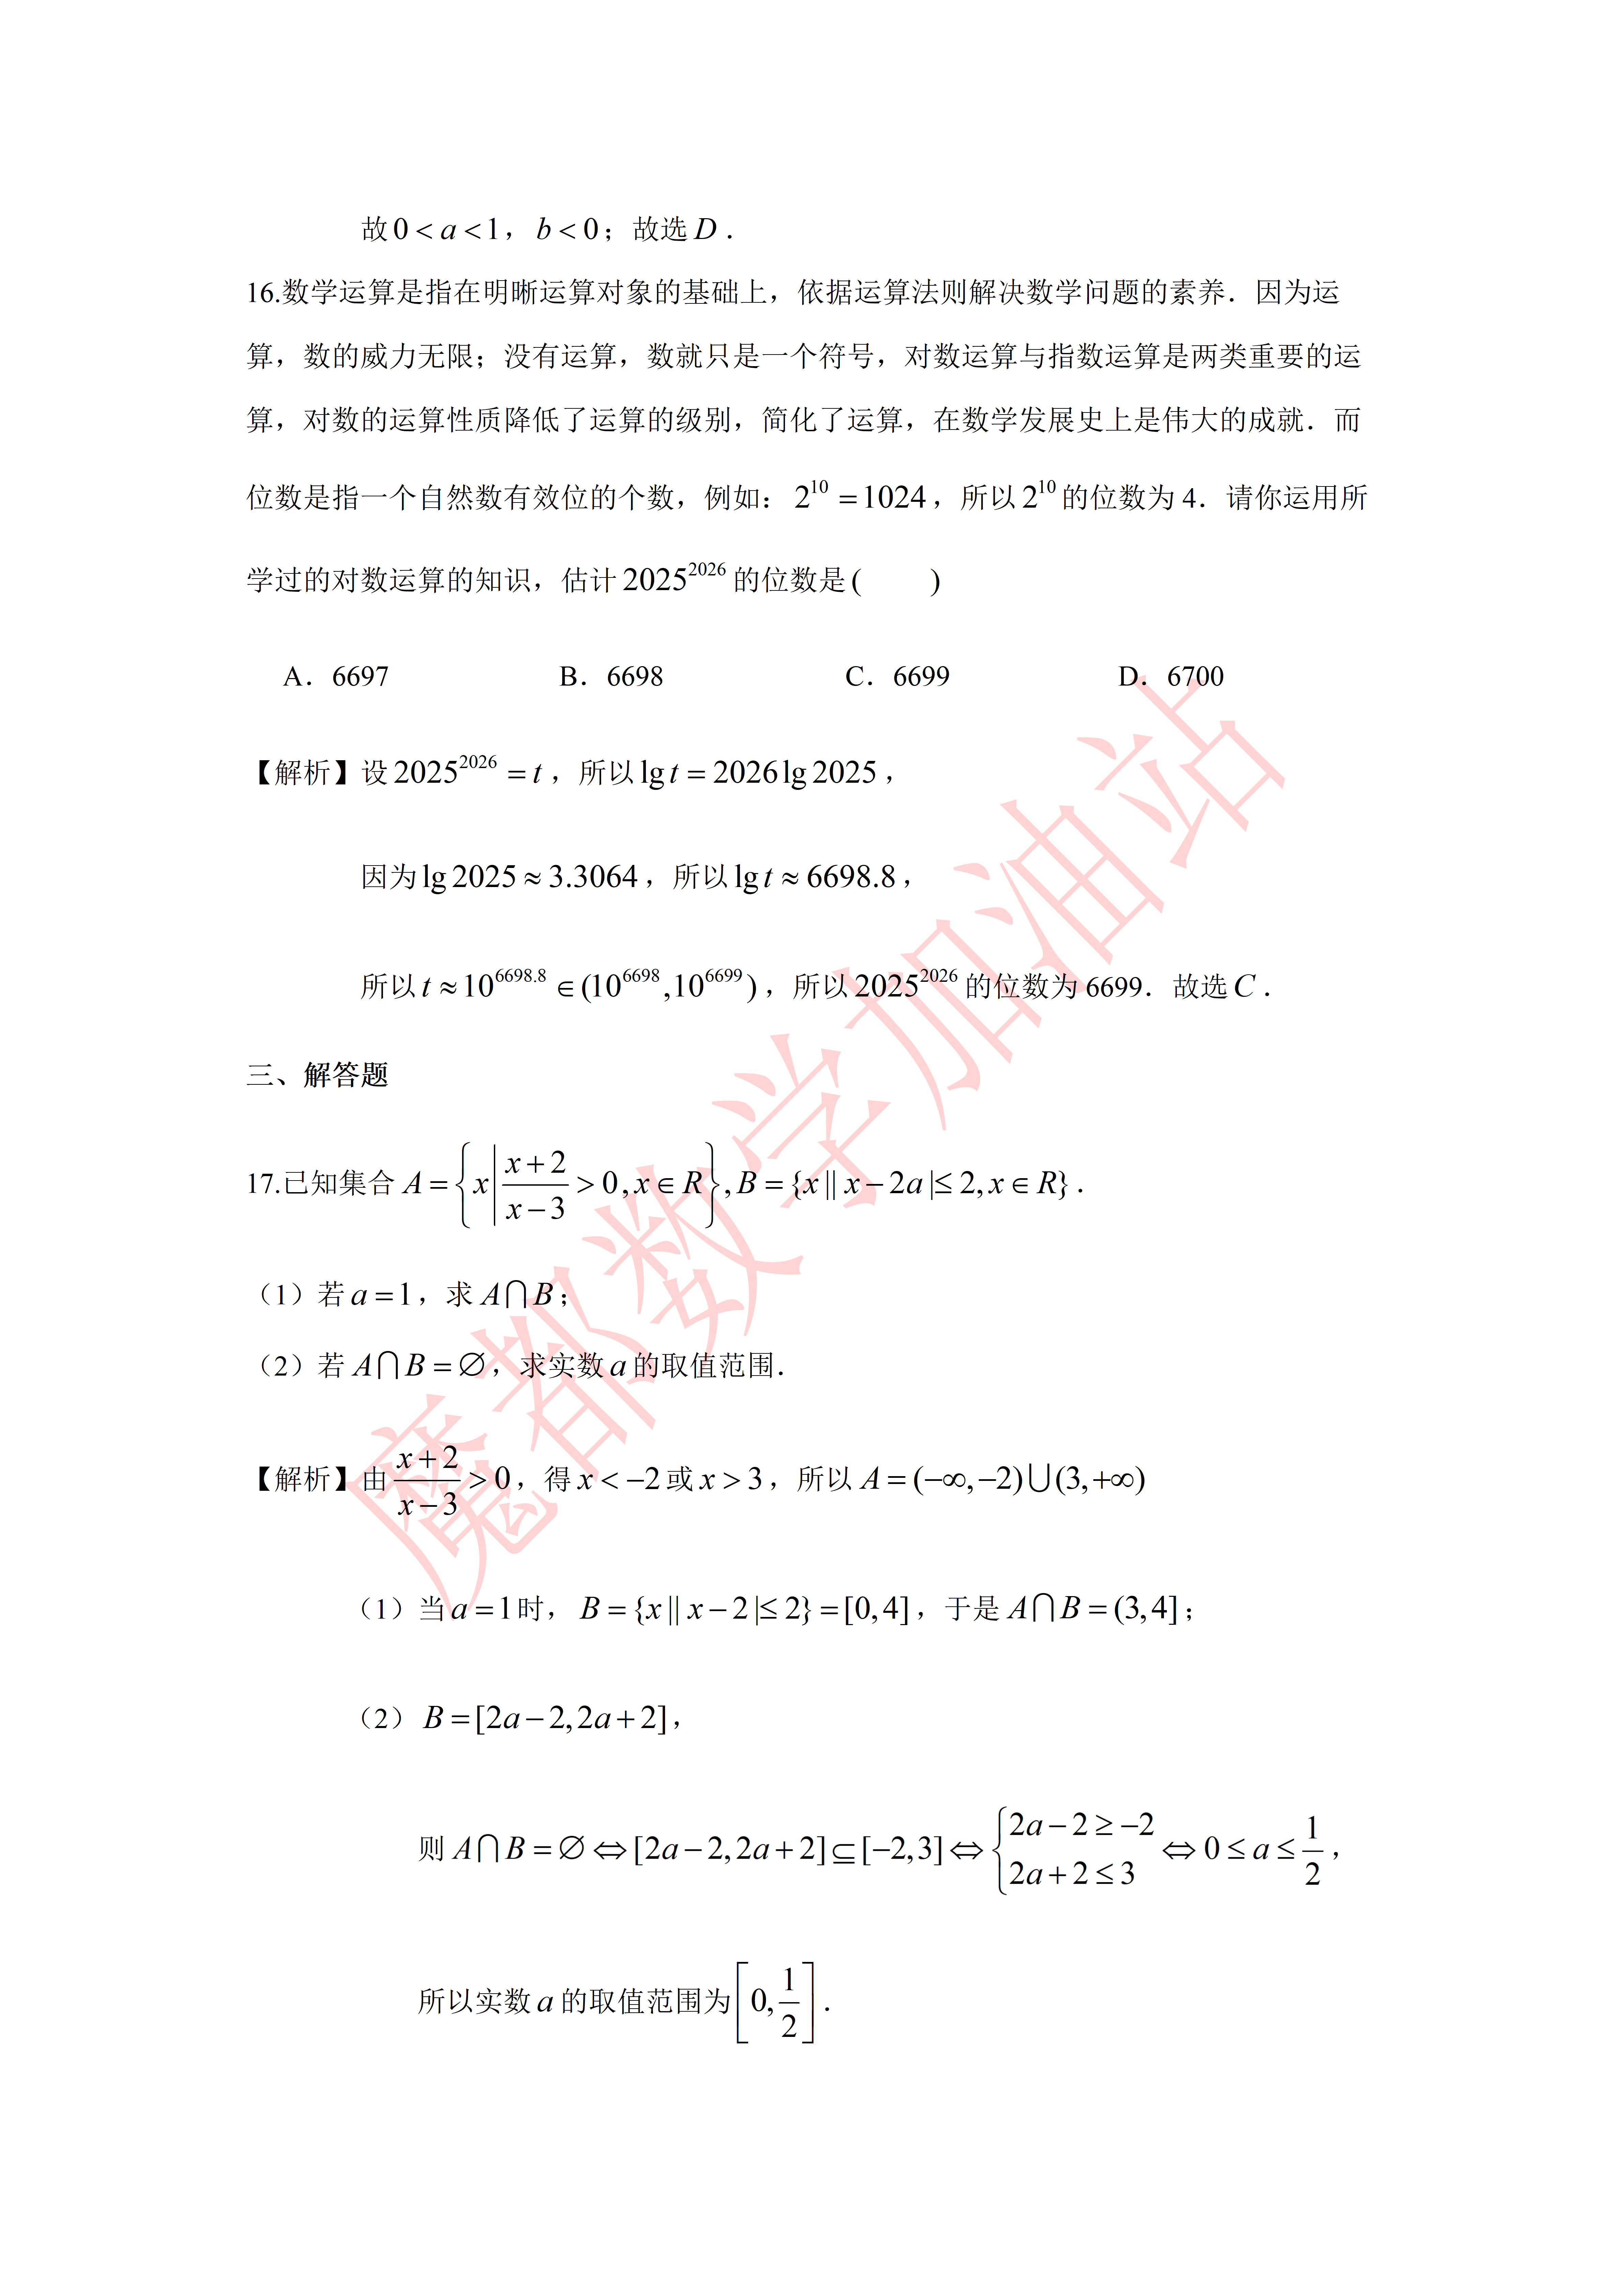 故0 < a < 1，b < 0；故选 D．
16.数学运算是指在明晰运算对象的基础上，依据运算法则解决数学问题的素养．因为运
算，数的威力无限；没有运算，数就只是一个符号，对数运算与指数运算是两类重要的运
算，对数的运算性质降低了运算的级别，简化了运算，在数学发展史上是伟大的成就．而
位数是指一个自然数有效位的个数，例如：2^{10} = 1024，所以 2^{10} 的位数为 4．请你运用所
学过的对数运算的知识，估计 2025^{2026} 的位数是(　　)
A．6697　B．6698　C．6699　D．6700
【解析】设 2025^{2026} = t，所以 lg t = 2026 lg 2025，
因为 lg 2025 ≈ 3.3064，所以 lg t ≈ 6698.8，
所以 t ≈ 10^{6698.8} ∈ (10^{6698},10^{6699})，所以 2025^{2026} 的位数为 6699．故选 C．
三、解答题
17.已知集合 A = {x | (x+2)/(x−3) > 0, x ∈ R}, B = {x || x − 2a |≤ 2, x ∈ R}．
（1）若 a = 1，求 A⋂B；
（2）若 A⋂B = ∅，求实数 a 的取值范围．
【解析】由 (x+2)/(x−3) > 0，得 x < −2 或 x > 3，所以 A = (−∞,−2)⋃(3,+∞)
（1）当 a = 1 时，B = {x || x − 2 |≤ 2} = [0,4]，于是 A⋂B = (3,4]；
（2）B = [2a − 2, 2a + 2]，
则 A⋂B = ∅ ⇔ [2a − 2, 2a + 2] ⊆ [−2,3] ⇔ {2a − 2 ≥ −2 2a + 2 ≤ 3 ⇔ 0 ≤ a ≤ 1/2，
所以实数 a 的取值范围为 [0, 1/2]．
魔都数学加油站